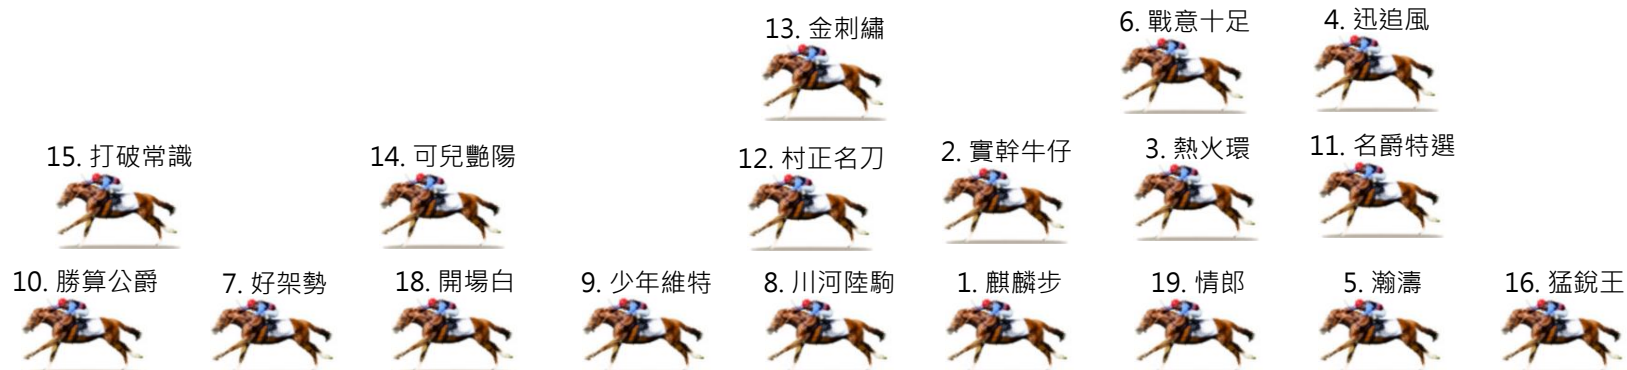 13. 金刺繡
6. 戰意十足
4. 迅追風
15. 打破常識
14. 可兒艷陽
12. 村正名刀
2. 實幹牛仔
3. 熱火環
11. 名爵特選
10. 勝算公爵
7. 好架勢
18. 開場白
9. 少年維特
8. 川河陸駒
1. 麒麟步
19. 情郎
5. 瀚濤
16. 猛銳王